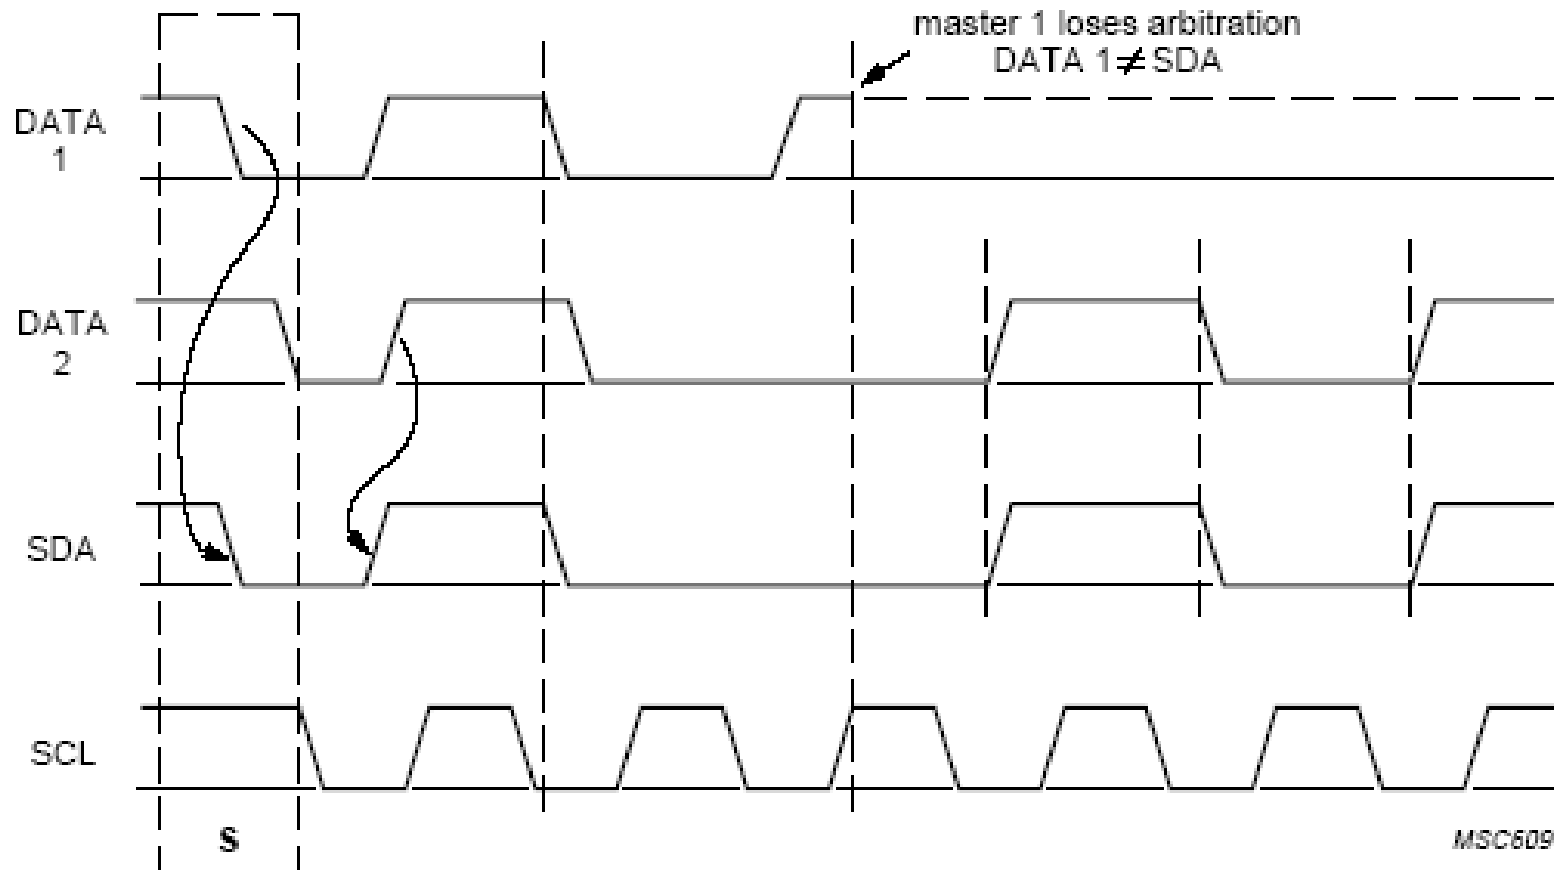 master 1 loses arbitration
DATA 1≠SDA
DATA
1
DATA
2
SDA
SCL
S
MSC609